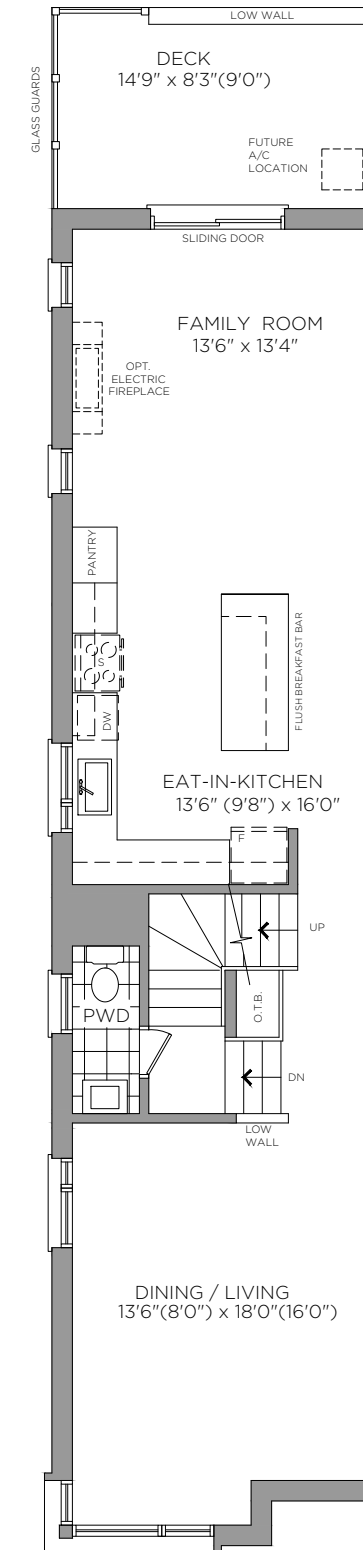 LOW WALL
GLASS GUARDS
DECK
14'9" x 8'3"(9'0")
FUTURE
A/C
LOCATION
SLIDING DOOR
FAMILY ROOM
13'6" x 13'4"
OPT.
ELECTRIC
FIREPLACE
PANTRY
FLUSH BREAKFAST BAR
S
DW
EAT-IN-KITCHEN
13'6" (9'8") x 16'0"
F
UP
O.T.B.
PWD
DN
LOW
WALL
DINING / LIVING
13'6"(8'0") x 18'0"(16'0")